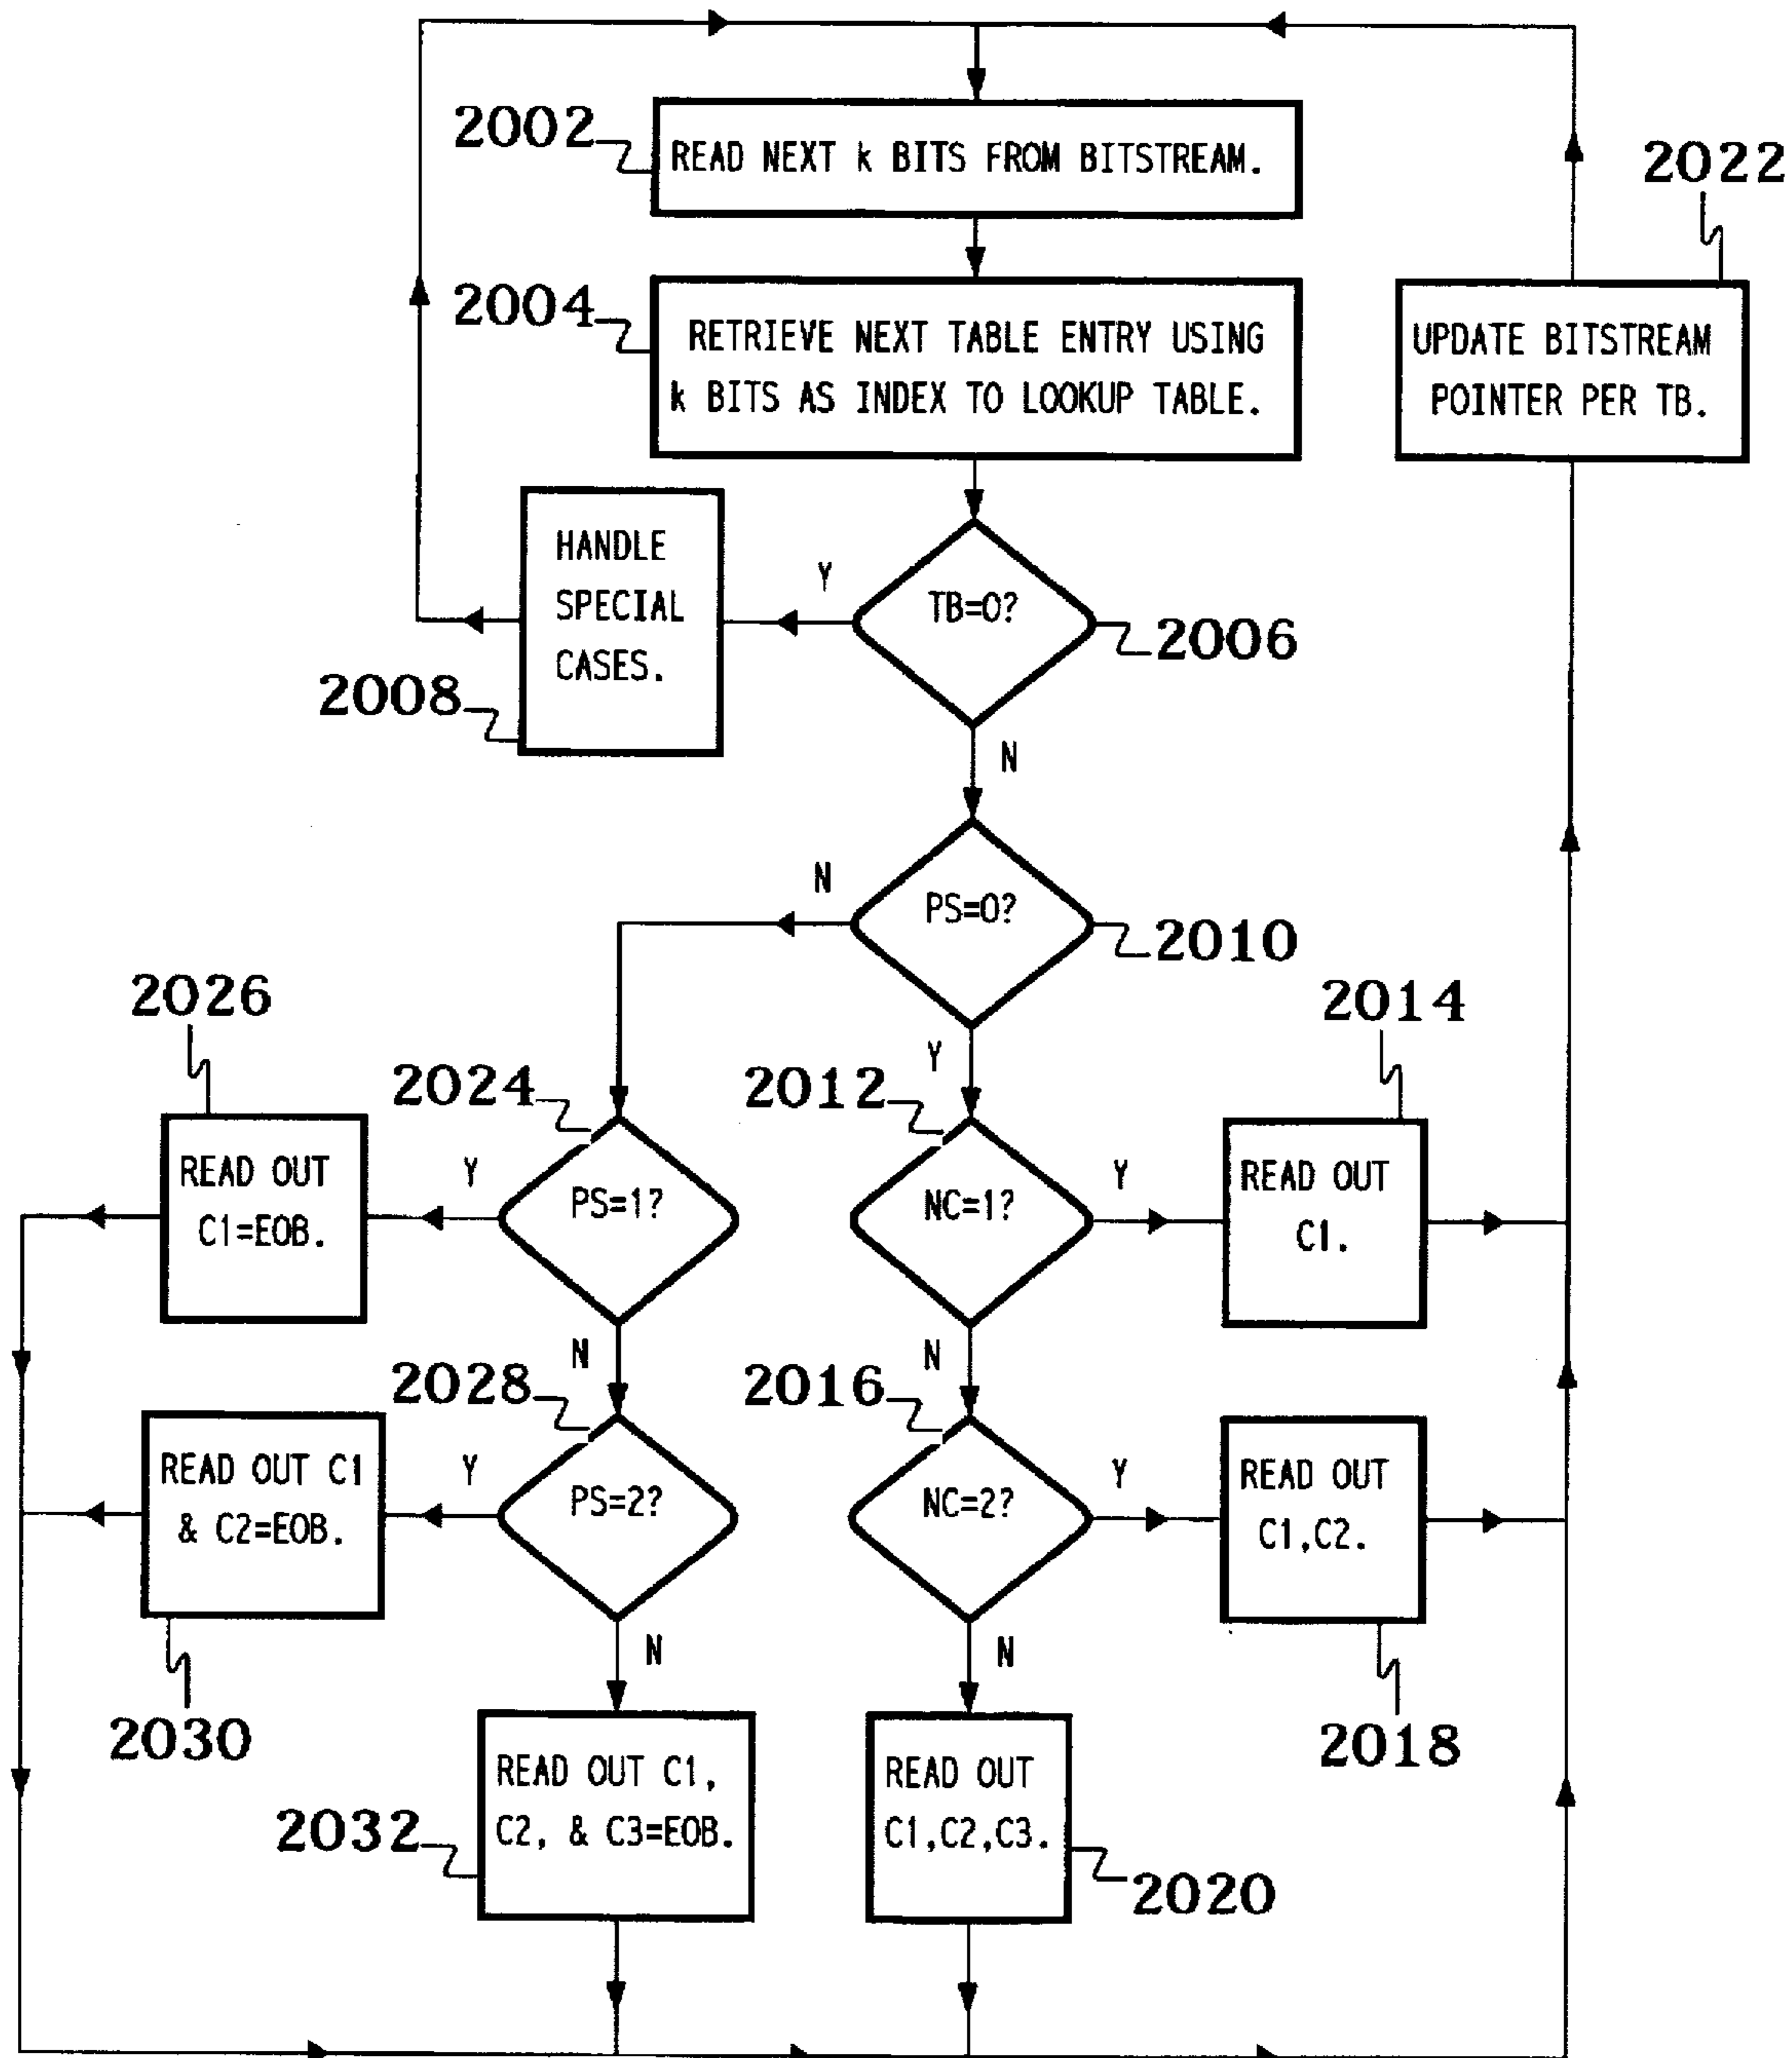 2002
READ NEXT k BITS FROM BITSTREAM.
2022
2004
RETRIEVE NEXT TABLE ENTRY USING
k BITS AS INDEX TO LOOKUP TABLE.
UPDATE BITSTREAM
POINTER PER TB.
HANDLE
SPECIAL
CASES.
2008
Y
TB=0?
2006
N
N
PS=0?
2010
Y
2026
2024
2012
2014
READ OUT
C1=EOB.
Y
PS=1?
N
NC=1?
Y
N
READ OUT
C1.
2028
2016
READ OUT C1
& C2=EOB.
Y
PS=2?
N
NC=2?
Y
N
READ OUT
C1,C2.
2030
2018
READ OUT C1,
C2, & C3=EOB.
2032
READ OUT
C1,C2,C3.
2020